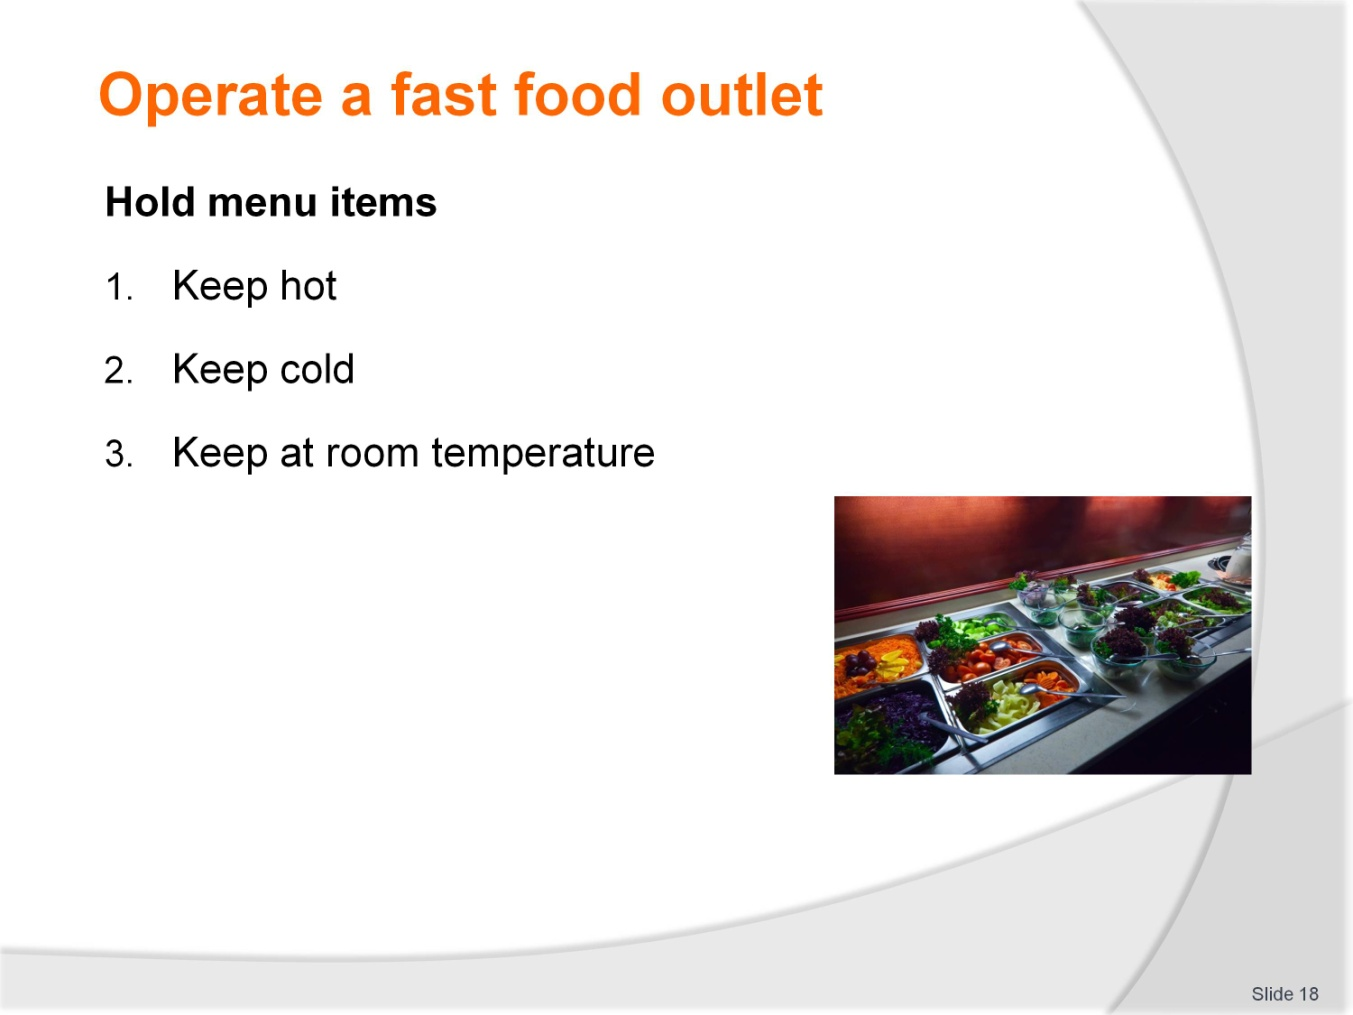 Operate a fast food outlet
Hold menu items
1. Keep hot
2. Keep cold
3. Keep at room temperature
Slide 18